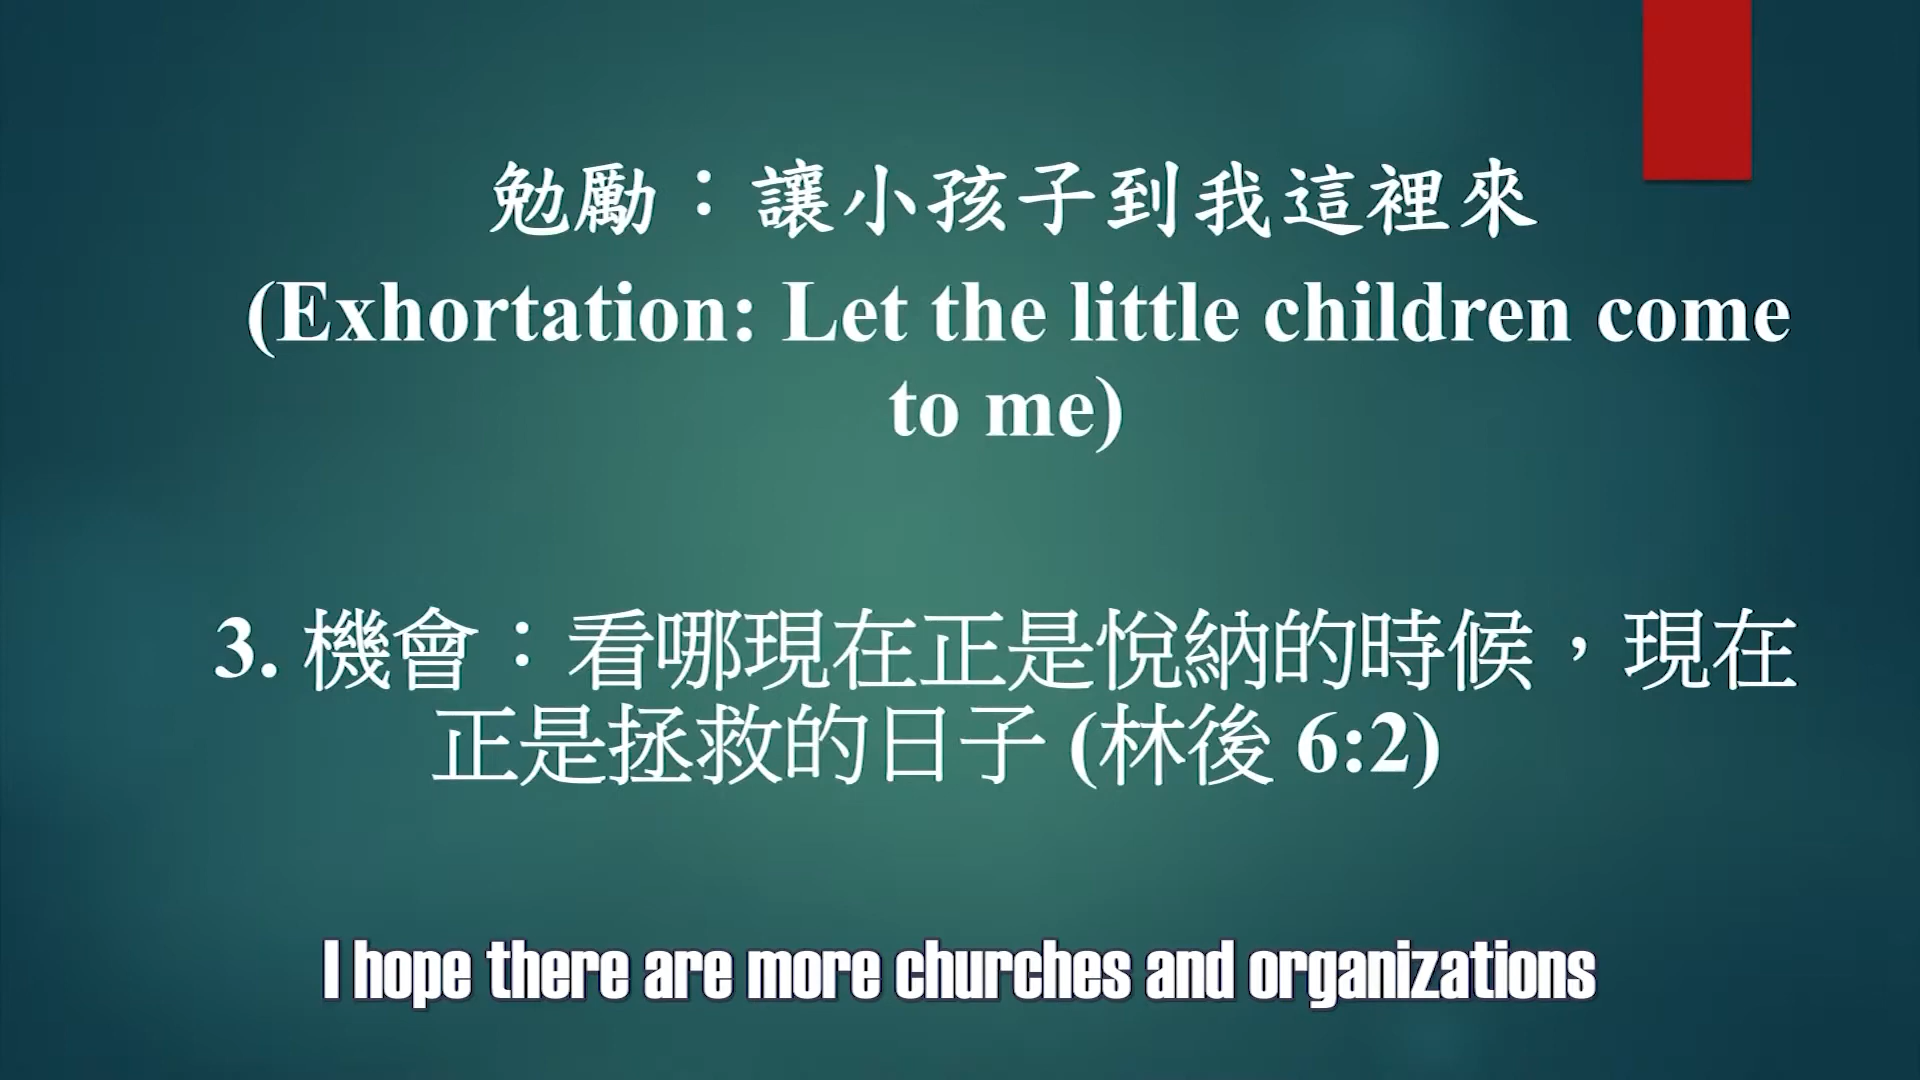 勉勵：讓小孩子到我這裡來
(Exhortation: Let the little children come
to me)
3. 機會：看哪現在正是悅納的時候，現在
正是拯救的日子 (林後 6:2)
I hope there are more churches and organizations